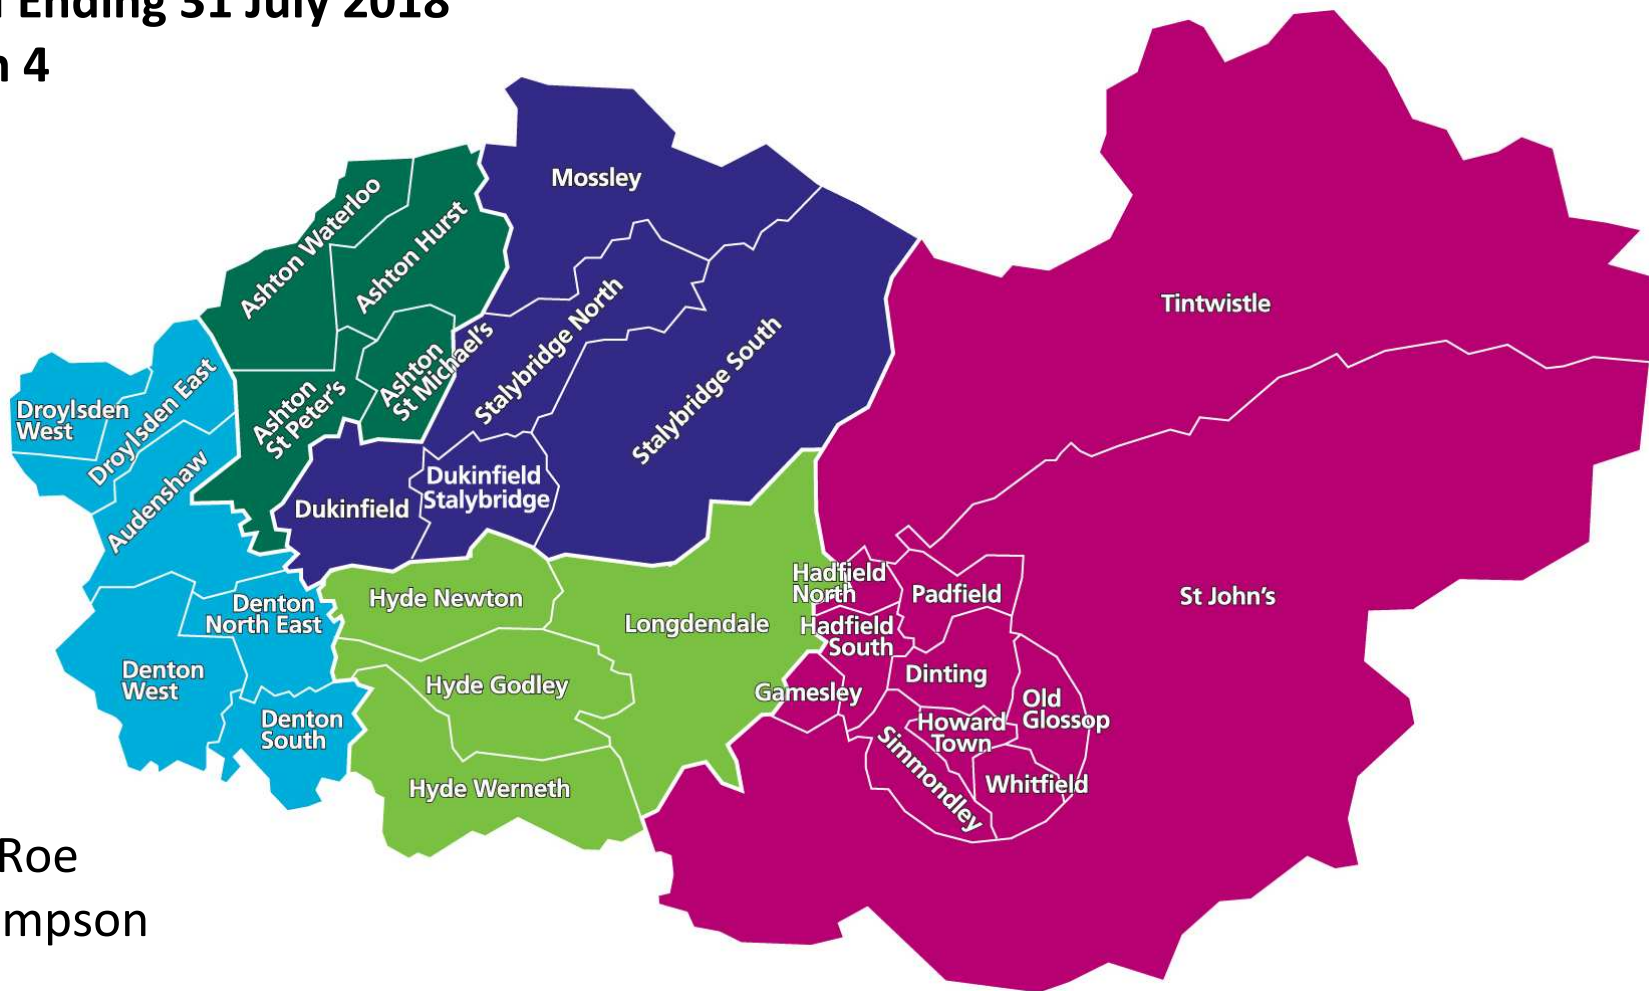 Ending 31 July 2018
4
Mossley
Ashton Waterloo
Ashton Hurst
Tintwistle
Stalybridge North
Stalybridge South
Ashton
St Michael's
Ashton
St Peter's
Droylsden
West
Droylsden East
Audenshaw
Dukinfield
Dukinfield
Stalybridge
Hadfield
North
Padfield
St John's
Hyde Newton
Denton
North East
Longdendale
Hadfield
South
Denton
West
Hyde Godley
Gamesley
Dinting
Old
Glossop
Denton
South
Howard
Town
Simmondley
Whitfield
Hyde Werneth
Roe
mpson